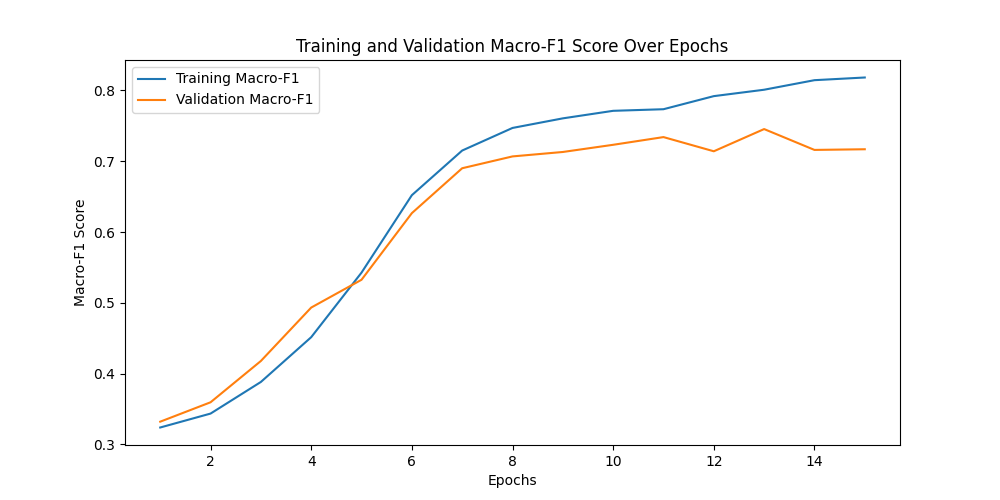 Training and Validation Macro-F1 Score Over Epochs
Training Macro-F1
Validation Macro-F1
Macro-F1 Score
0.8
0.7
0.6
0.5
0.4
0.3
2 4 6 8 10 12 14
Epochs